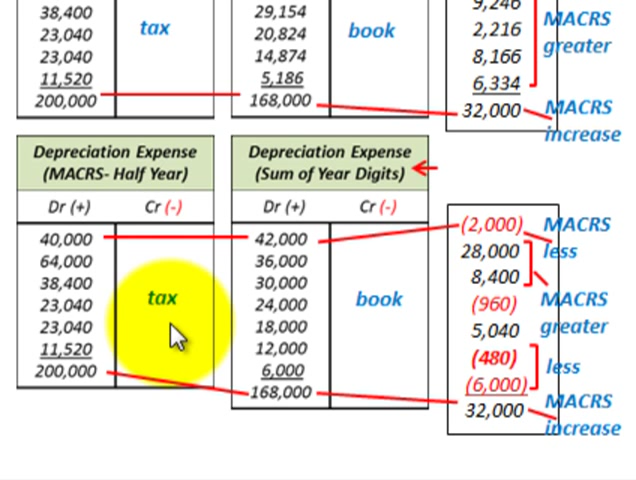 38,400
23,040
23,040
11,520
200,000
tax
29,154
20,824
14,874
5,186
168,000
book
9,246
2,216
8,166
6,334
32,000
MACRS
greater
MACRS
increase
Depreciation Expense
(MACRS- Half Year)
Dr (+) Cr (-)
40,000
64,000
38,400
23,040
23,040
11,520
200,000
tax
Depreciation Expense
(Sum of Year Digits)
Dr (+) Cr (-)
42,000
36,000
30,000
24,000
18,000
12,000
6,000
168,000
book
(2,000)
28,000
8,400
(960)
5,040
(480)
(6,000)
32,000
MACRS
less
MACRS
greater
less
MACRS
increase